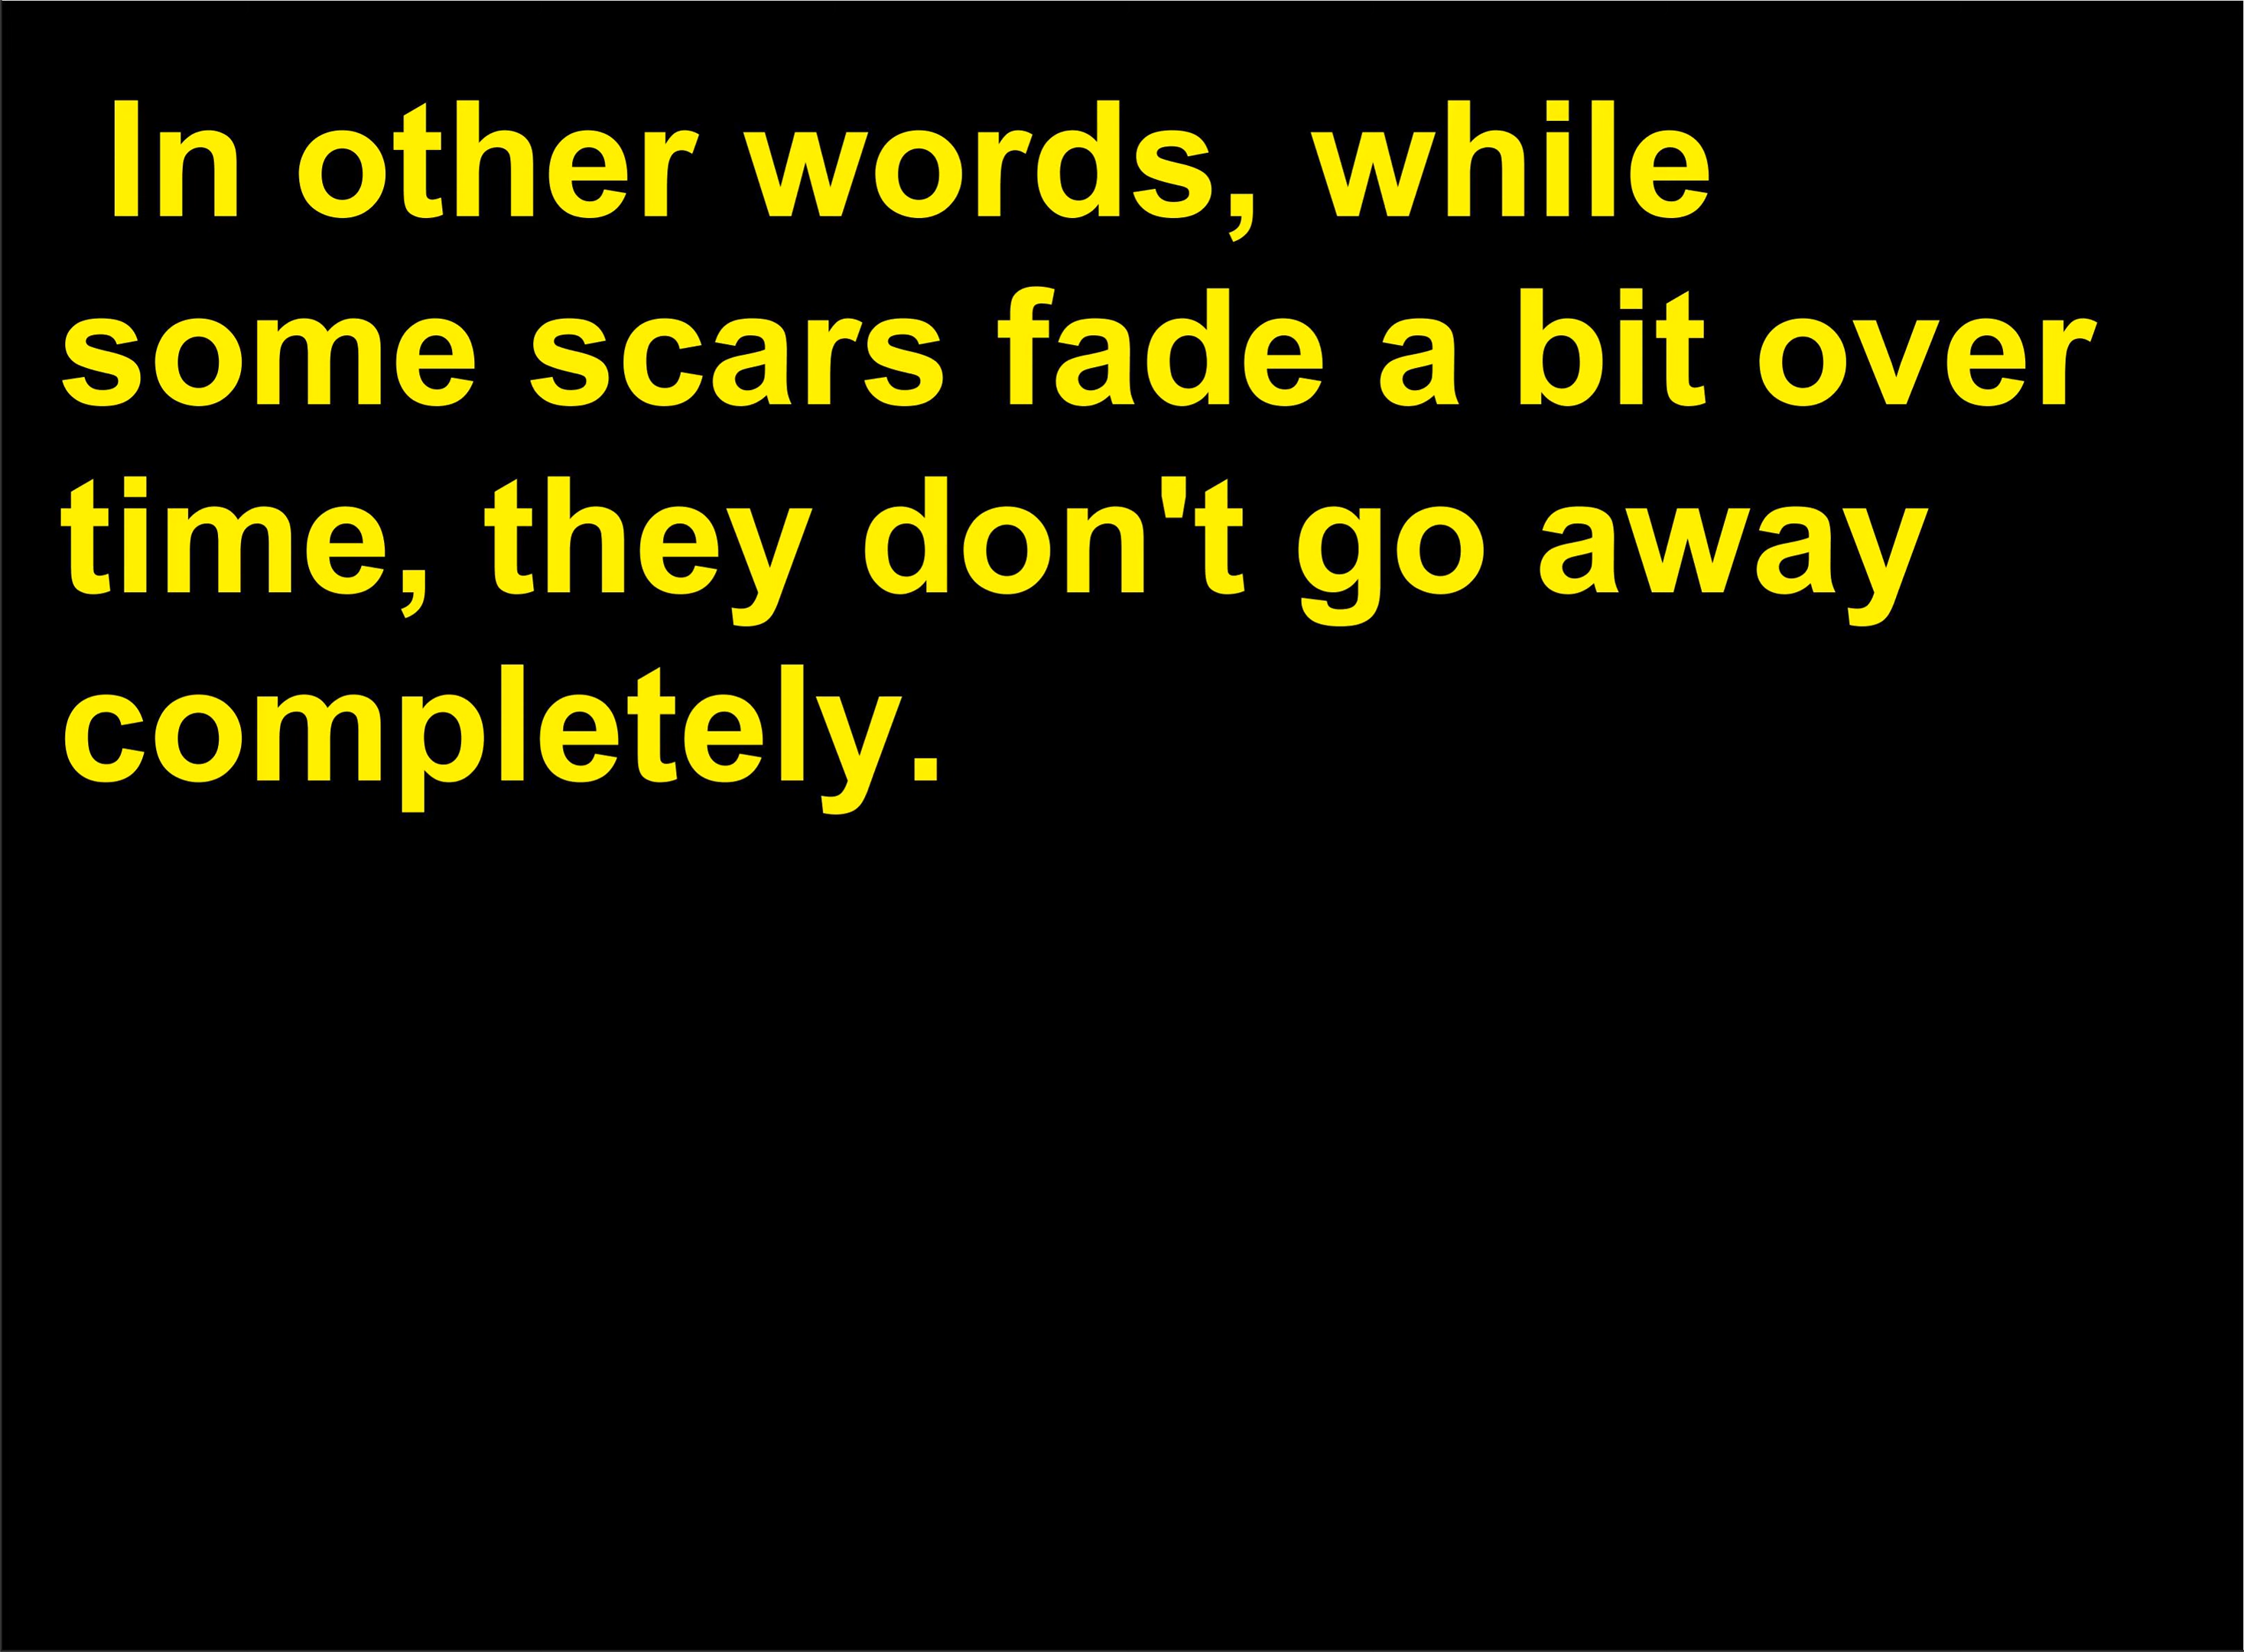 In other words, while
some scars fade a bit over
time, they don't go away
completely.